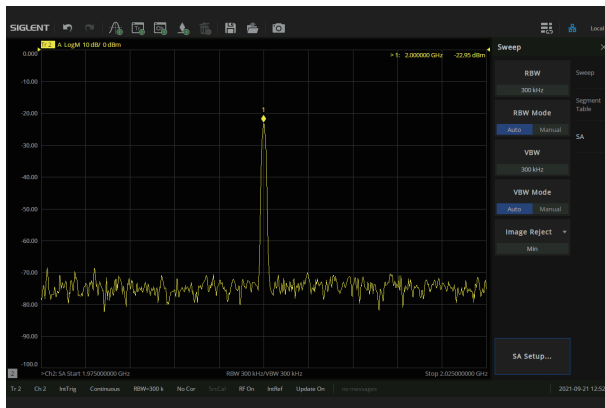 SIGLENT
Local
Tr 2 A LogM 10 dB/ 0 dBm
>1: 2.000000 GHz -22.95 dBm
0.000
-10.00
-20.00
-30.00
-40.00
-50.00
-60.00
-70.00
-80.00
-90.00
-100.0
1
2
>Ch2: SA Start 1.975000000 GHz
RBW 300 kHz/VBW 300 kHz
Stop 2.025000000 GHz
Sweep
X
RBW
300 kHz
RBW Mode
Auto
Manual
VBW
300 kHz
VBW Mode
Auto
Manual
Image Reject
Min
SA Setup...
Sweep
Segment
Table
SA
Tr 2 Ch 2 IntTrig Continuous RBW=300 k No Cor SrcCal RF On IntRef Update On no messages
2021-09-21 12:52